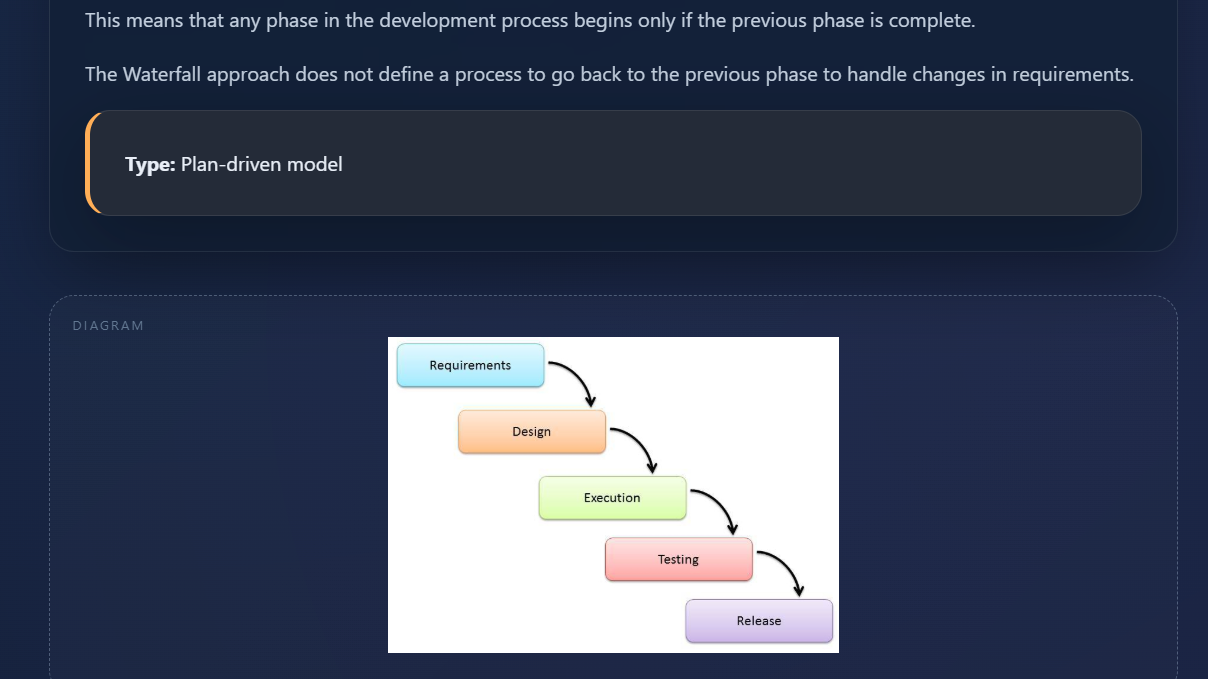 This means that any phase in the development process begins only if the previous phase is complete.
The Waterfall approach does not define a process to go back to the previous phase to handle changes in requirements.
Type: Plan-driven model
DIAGRAM
Requirements
Design
Execution
Testing
Release